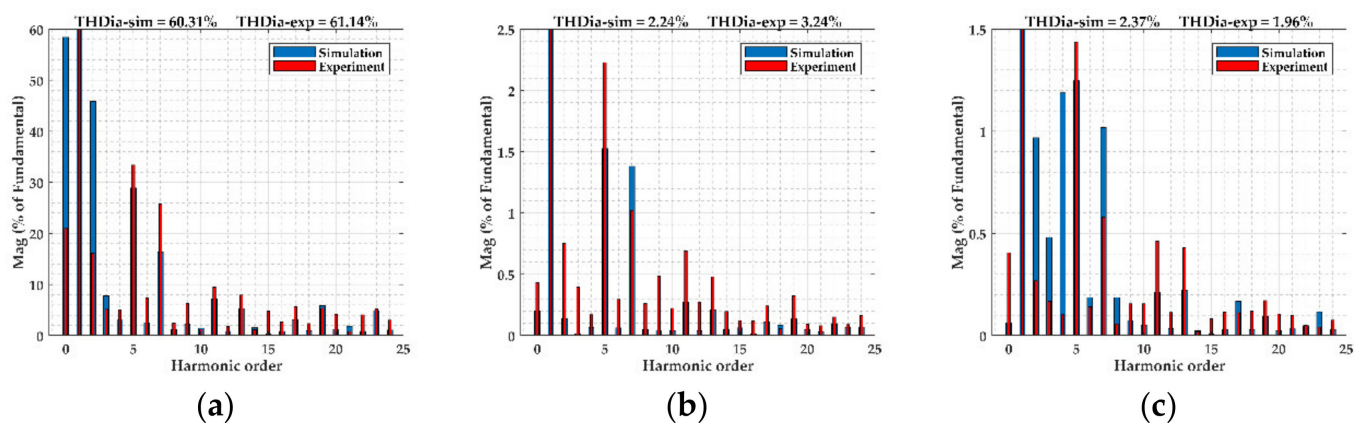 THDia-sim = 60.31% THDia-exp = 61.14%
60
50
40
30
20
10
0
Mag (% of Fundamental)
Simulation
Experiment
0 5 10 15 20 25
Harmonic order
(a)
THDia-sim = 2.24% THDia-exp = 3.24%
2.5
2
1.5
1
0.5
0
Mag (% of Fundamental)
Simulation
Experiment
0 5 10 15 20 25
Harmonic order
(b)
THDia-sim = 2.37% THDia-exp = 1.96%
1.5
1
0.5
0
Mag (% of Fundamental)
Simulation
Experiment
0 5 10 15 20 25
Harmonic order
(c)